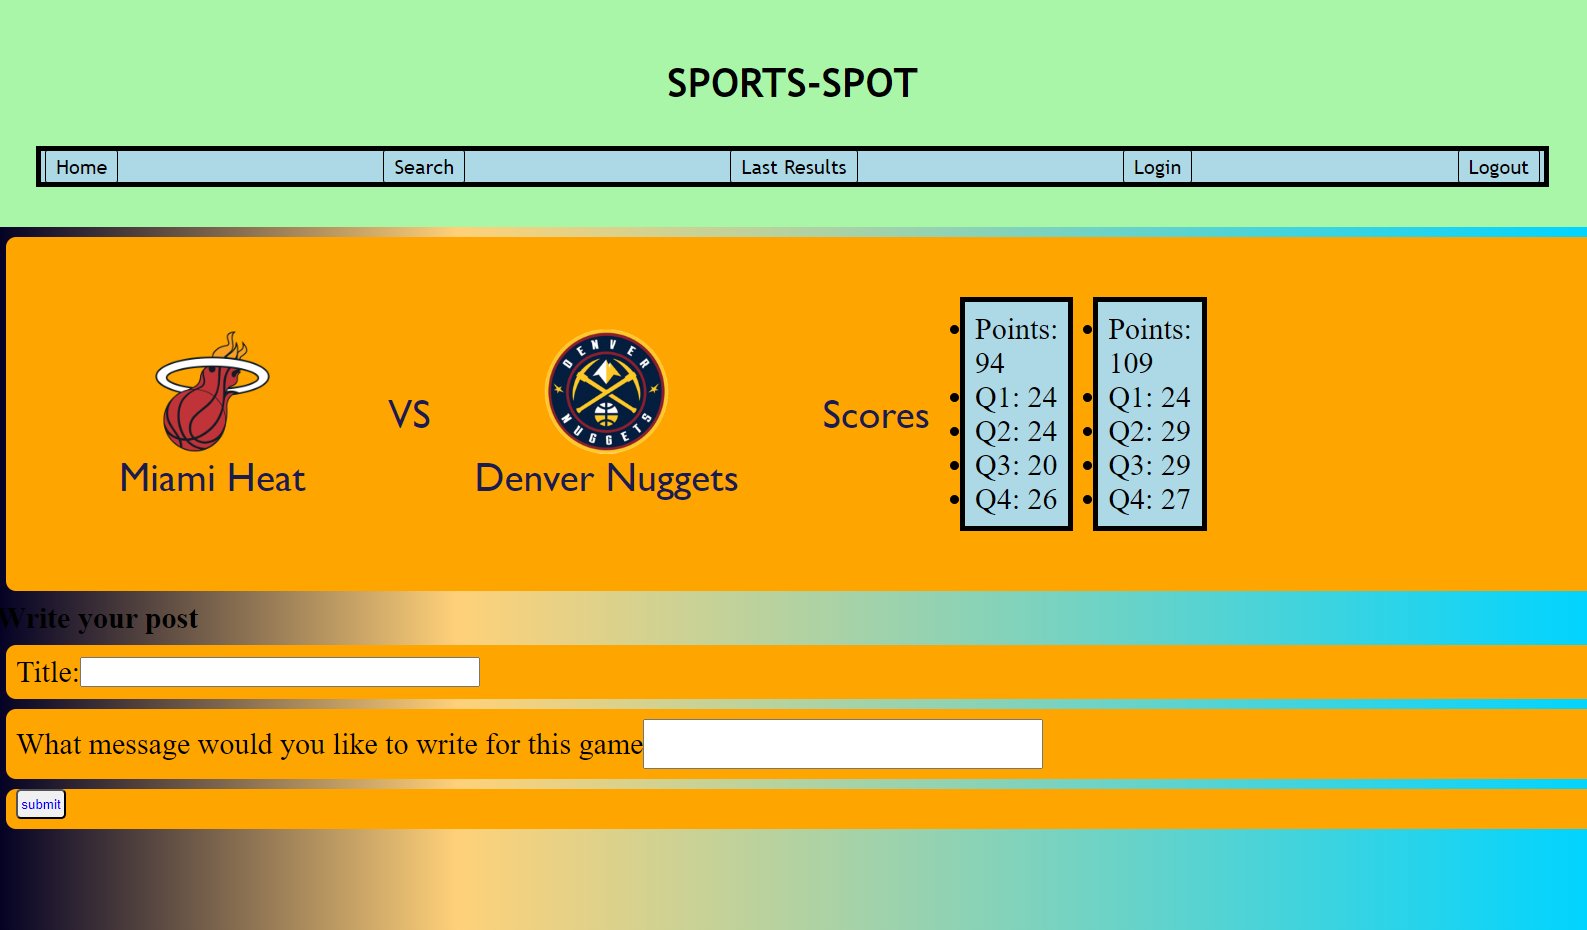 SPORTS-SPOT
Home
Search
Last Results
Login
Logout
Miami Heat
VS
DENVER
NUGGETS
Denver Nuggets
Scores
Points:
94
Q1: 24
Q2: 24
Q3: 20
Q4: 26
Points:
109
Q1: 24
Q2: 29
Q3: 29
Q4: 27
Write your post
Title:
What message would you like to write for this game
submit